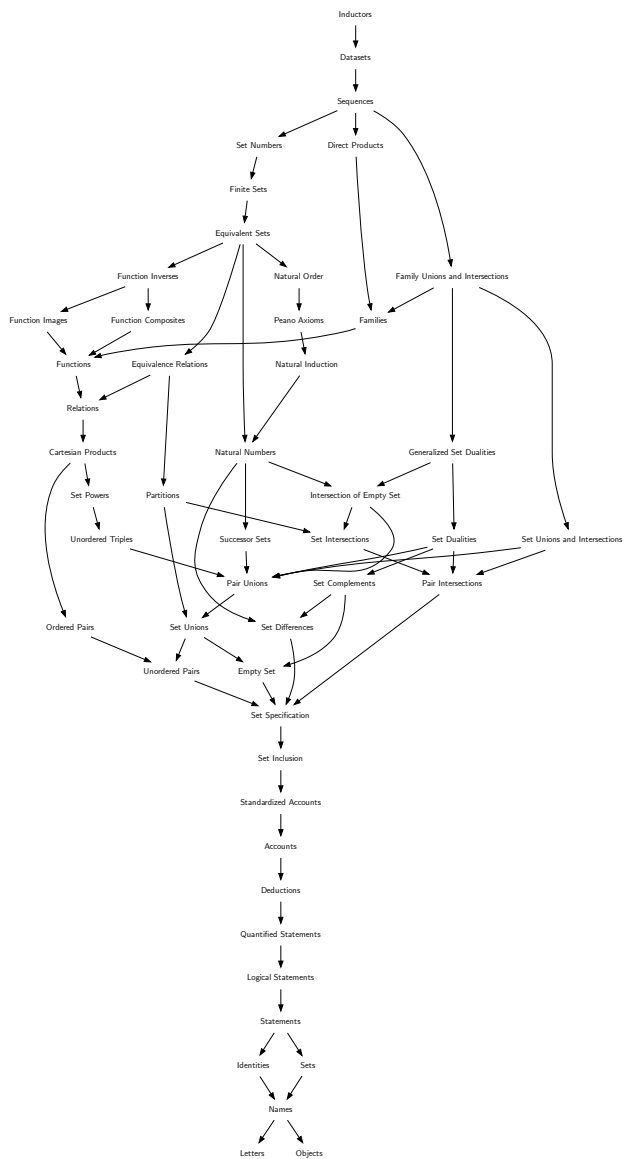 Inductors
Datasets
Sequences
Set Numbers
Direct Products
Finite Sets
Equivalent Sets
Function Inverses
Natural Order
Family Unions and Intersections
Function Images
Function Composites
Peano Axioms
Families
Functions
Equivalence Relations
Natural Induction
Relations
Cartesian Products
Natural Numbers
Generalized Set Dualities
Set Powers
Partitions
Intersection of Empty Set
Unordered Triples
Successor Sets
Set Intersections
Set Dualities
Set Unions and Intersections
Pair Unions
Set Complements
Pair Intersections
Ordered Pairs
Set Unions
Set Differences
Unordered Pairs
Empty Set
Set Specification
Set Inclusion
Standardized Accounts
Accounts
Deductions
Quantified Statements
Logical Statements
Statements
Identities
Sets
Names
Letters
Objects